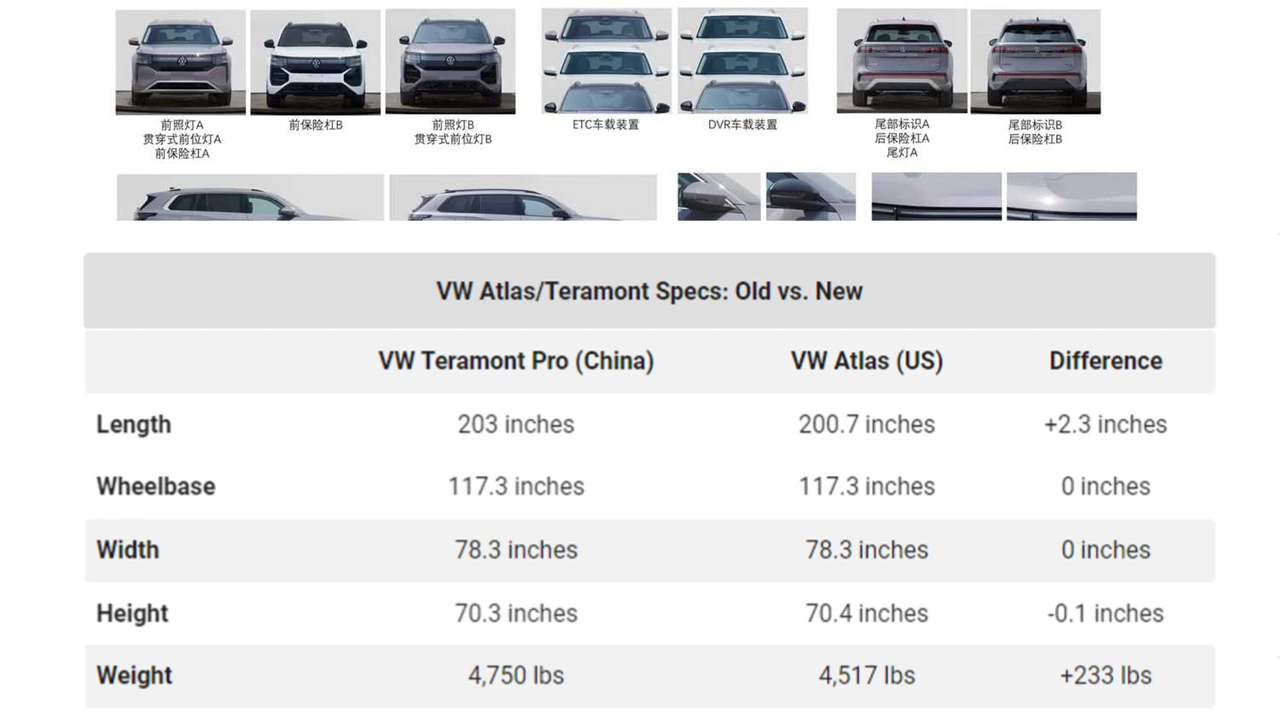 前照灯A
贯穿式前位灯A
前保险杠A
前保险杠B
前照灯B
贯穿式前位灯B
ETC车载装置
DVR车载装置
尾部标识A
后保险杠A
尾灯A
尾部标识B
后保险杠B
VW Atlas/Teramont Specs: Old vs. New
VW Teramont Pro (China) VW Atlas (US) Difference
Length 203 inches 200.7 inches +2.3 inches
Wheelbase 117.3 inches 117.3 inches 0 inches
Width 78.3 inches 78.3 inches 0 inches
Height 70.3 inches 70.4 inches -0.1 inches
Weight 4,750 lbs 4,517 lbs +233 lbs